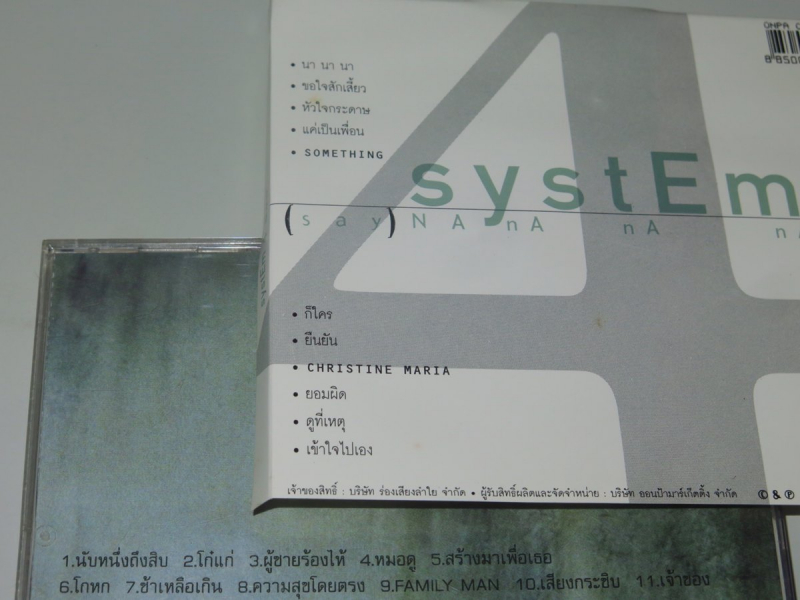 ONPA
8 850
• นา นา นา
• ขอใจสักเสี้ยว
• หัวใจกระดาษ
• แค่เป็นเพื่อน
• SOMETHING
systEm
4
(say) NA nA nA n
• ก็ใคร
• ยืนยัน
• CHRISTINE MARIA
• ยอมผิด
• ดูที่เหตุ
• เข้าใจไปเอง
เจ้าของสิทธิ์ : บริษัท ร่องเสียงลำใย จำกัด • ผู้รับสิทธิ์ผลิตและจัดจำหน่าย : บริษัท ออนป้ามาร์เก็ตติ้ง จำกัด © & ℗
1.นับหนึ่งถึงสิบ 2.โก๋แก่ 3.ผู้ชายร้องไห้ 4.หมอดู 5.สร้างมาเพื่อเธอ
6.โกหก 7.ช้าเหลือเกิน 8.ความสุขโดยตรง 9.FAMILY MAN 10.เสียงกระซิบ 11.เจ้าของ